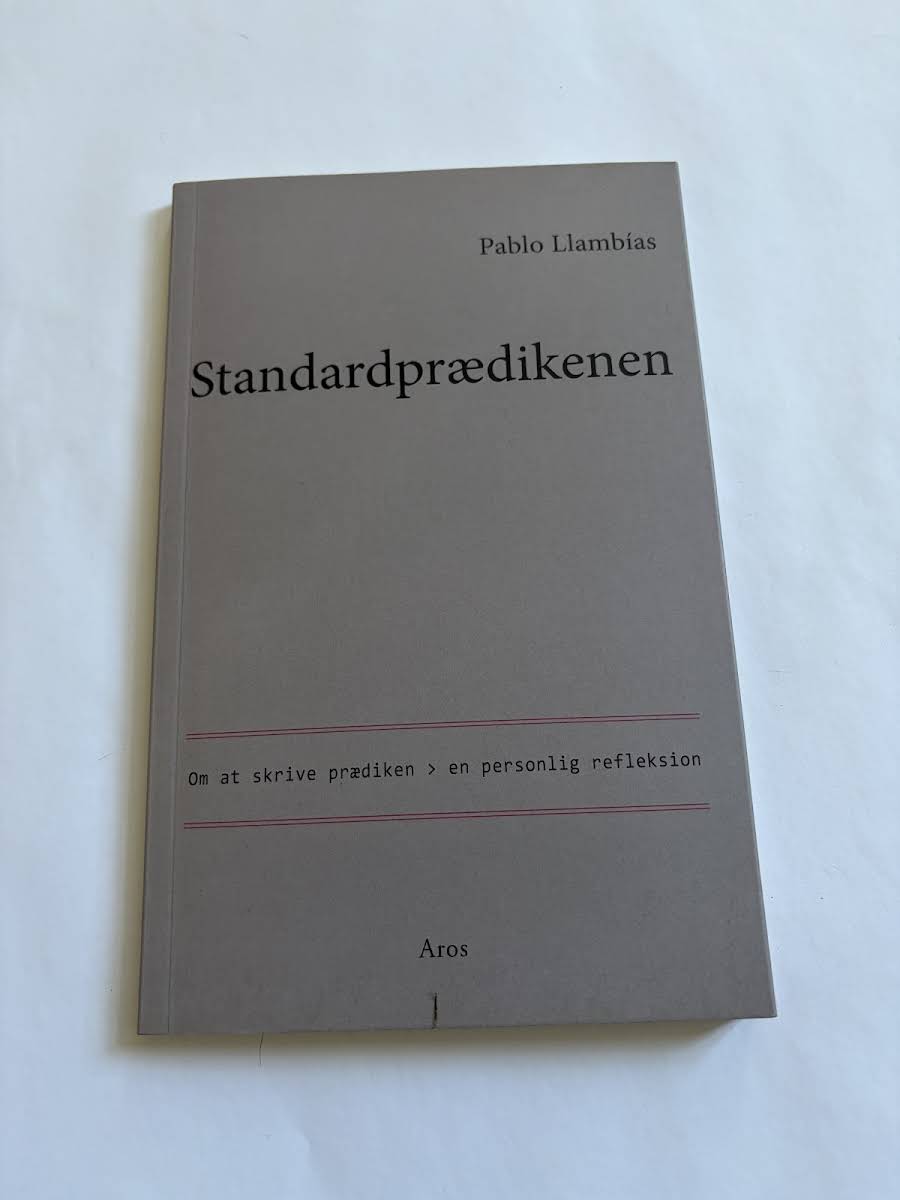 Pablo Llambías
Standardprædikenen
Om at skrive prædiken > en personlig refleksion
Aros